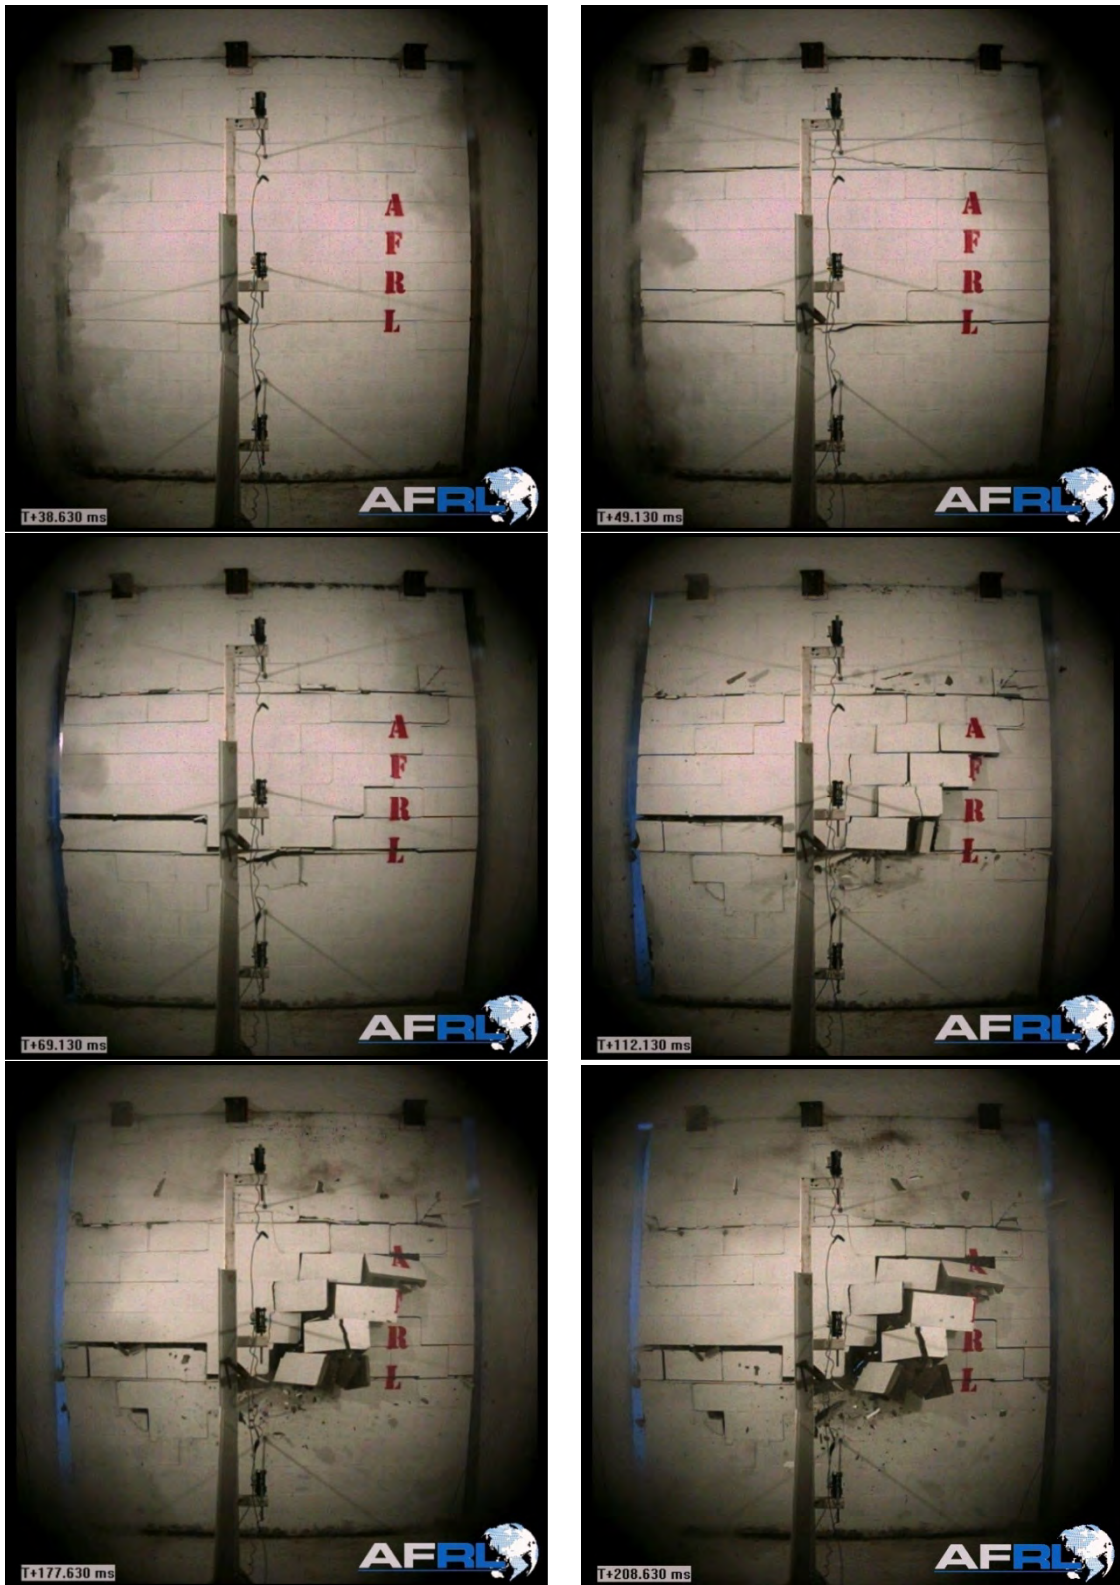 A
F
R
L
AFRL
T+38.630 ms
A
F
R
L
AFRL
T+49.130 ms
A
F
R
L
AFRL
T+69.130 ms
A
F
R
L
AFRL
T+112.130 ms
A
F
R
L
AFRL
T+177.630 ms
A
F
R
L
AFRL
T+208.630 ms